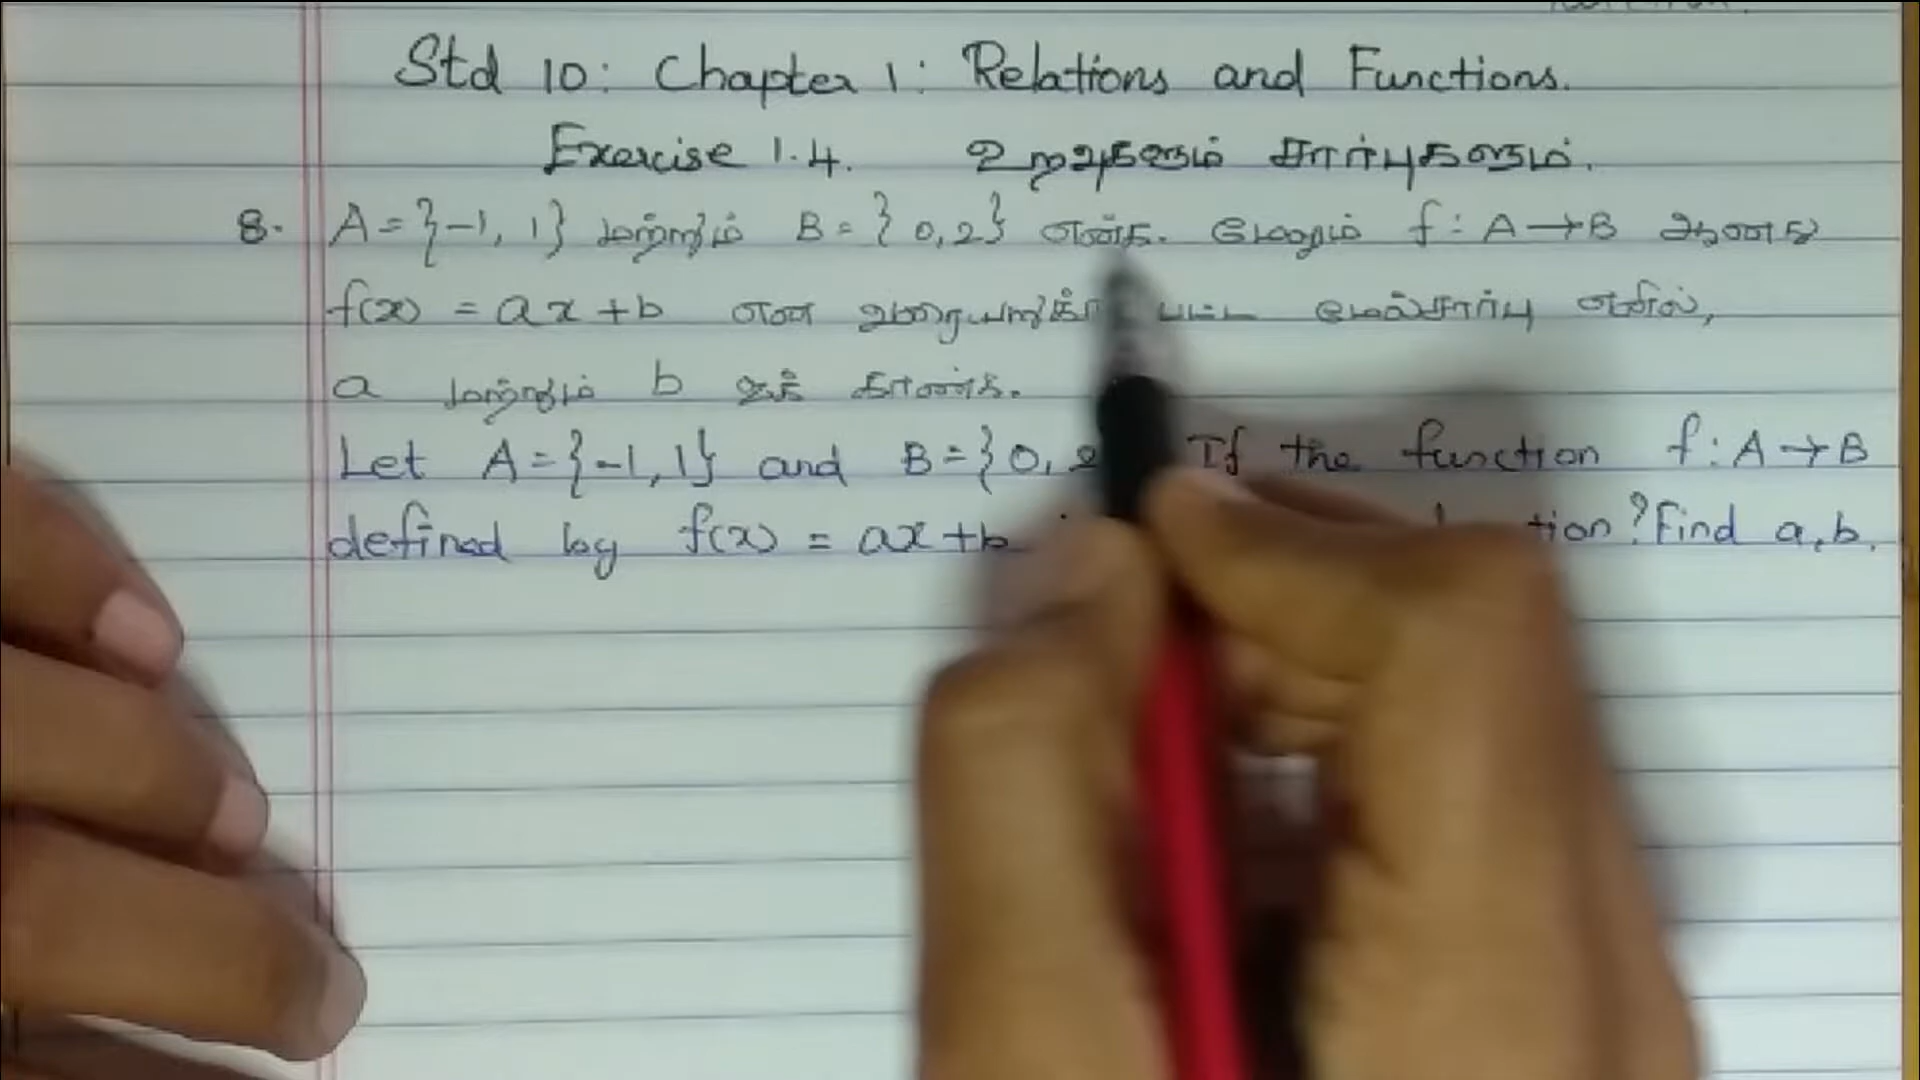 Std 10: Chapter 1: Relations and Functions.
Exercise 1.4. உறவுகளும் சார்புகளும்.
8. A = {-1, 1} மற்றும் B = {0,2} என்க. மேலும் f: A→B ஆனது
f(x) = ax+b என வரையறுக்கப்பட்ட மேல்சார்பு எனில்,
a மற்றும் b ஐக் காண்க.
Let A={-1,1} and B={0, 2 If the function f: A→B
defined by f(x) = ax+b tion? Find a,b.